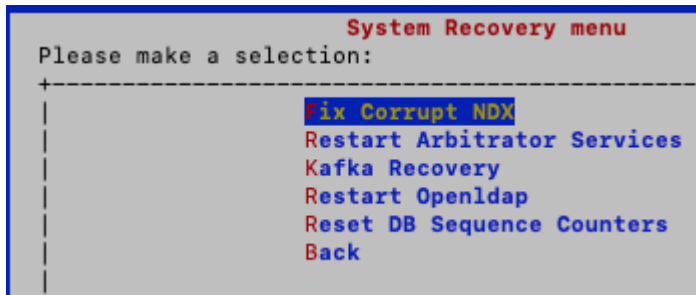 System Recovery menu
Please make a selection:
Fix Corrupt NDX
Restart Arbitrator Services
Kafka Recovery
Restart Openldap
Reset DB Sequence Counters
Back